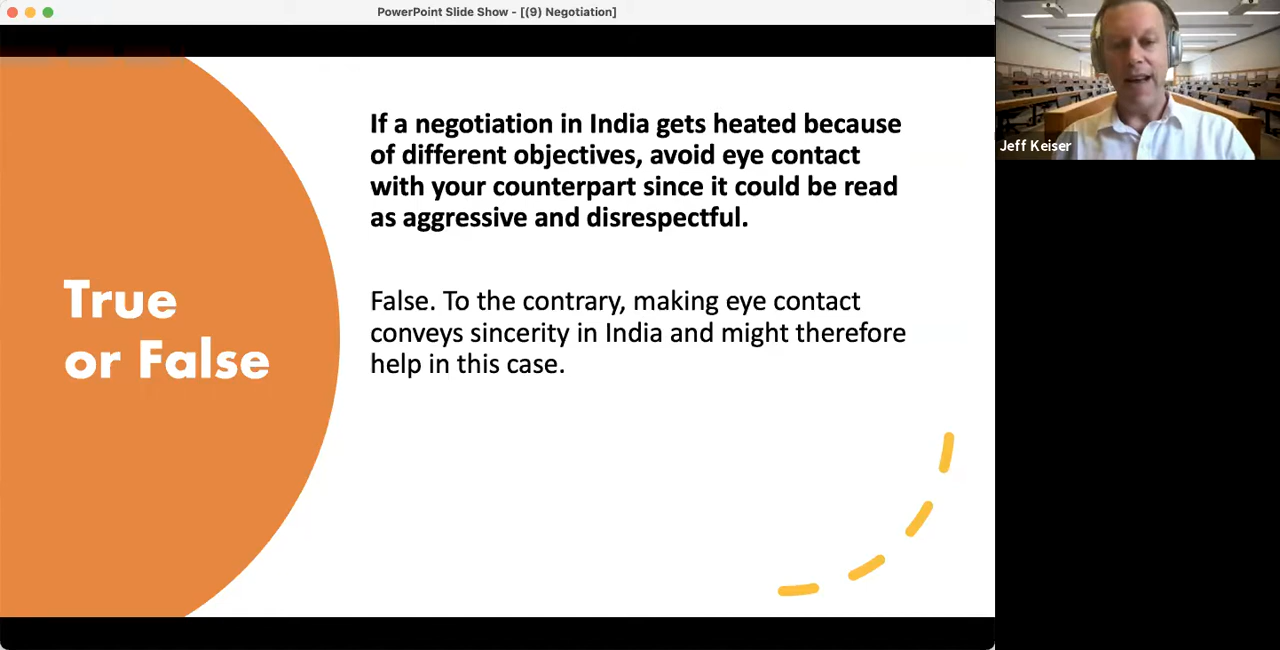 PowerPoint Slide Show - [(9) Negotiation]
If a negotiation in India gets heated because
of different objectives, avoid eye contact
with your counterpart since it could be read
as aggressive and disrespectful.
True
or False
False. To the contrary, making eye contact
conveys sincerity in India and might therefore
help in this case.
Jeff Keiser